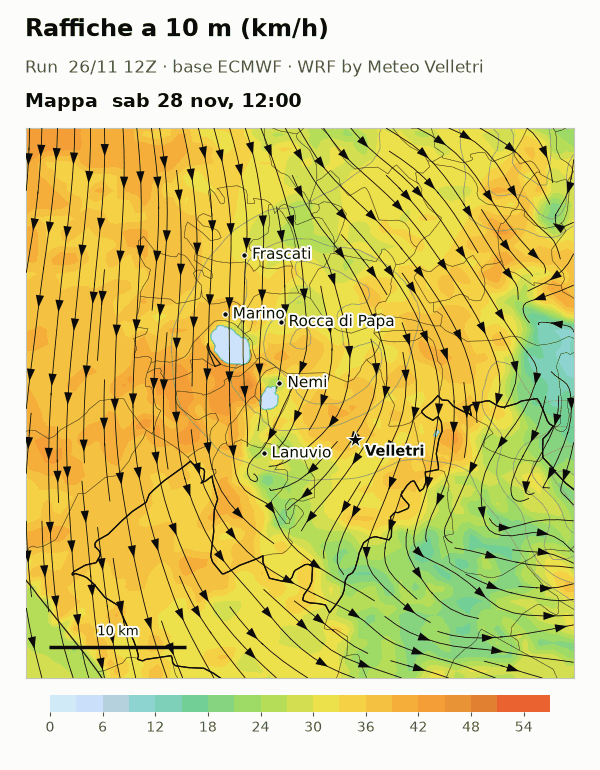 Raffiche a 10 m (km/h)
Run  26/11 12Z · base ECMWF · WRF by Meteo Velletri
Mappa  sab 28 nov, 12:00
Frascati
Marino
Rocca di Papa
Nemi
Velletri
Lanuvio
10 km
0 6 12 18 24 30 36 42 48 54